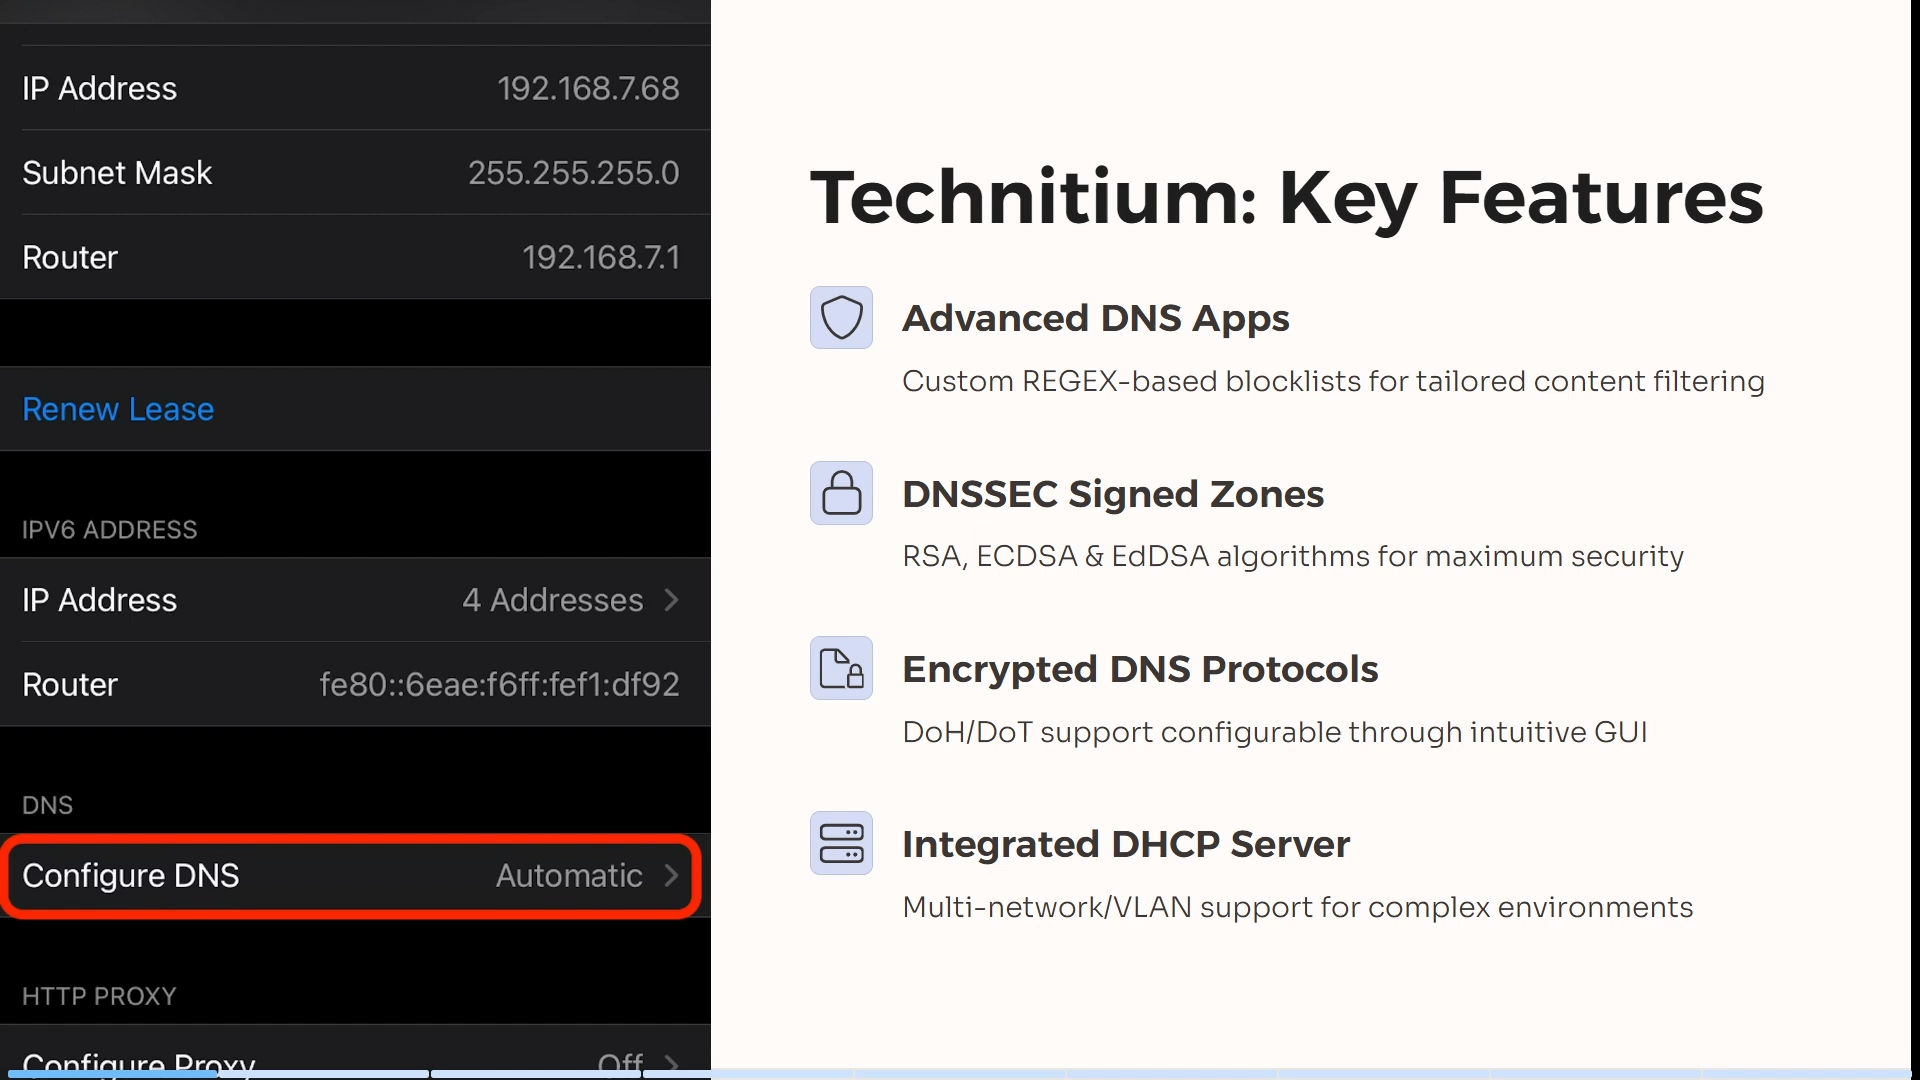 IP Address 192.168.7.68
Subnet Mask 255.255.255.0
Router 192.168.7.1
Renew Lease
IPV6 ADDRESS
IP Address 4 Addresses
Router fe80::6eae:f6ff:fef1:df92
DNS
Configure DNS Automatic
HTTP PROXY
Configure Proxy Off
Technitium: Key Features
Advanced DNS Apps
Custom REGEX-based blocklists for tailored content filtering
DNSSEC Signed Zones
RSA, ECDSA & EdDSA algorithms for maximum security
Encrypted DNS Protocols
DoH/DoT support configurable through intuitive GUI
Integrated DHCP Server
Multi-network/VLAN support for complex environments